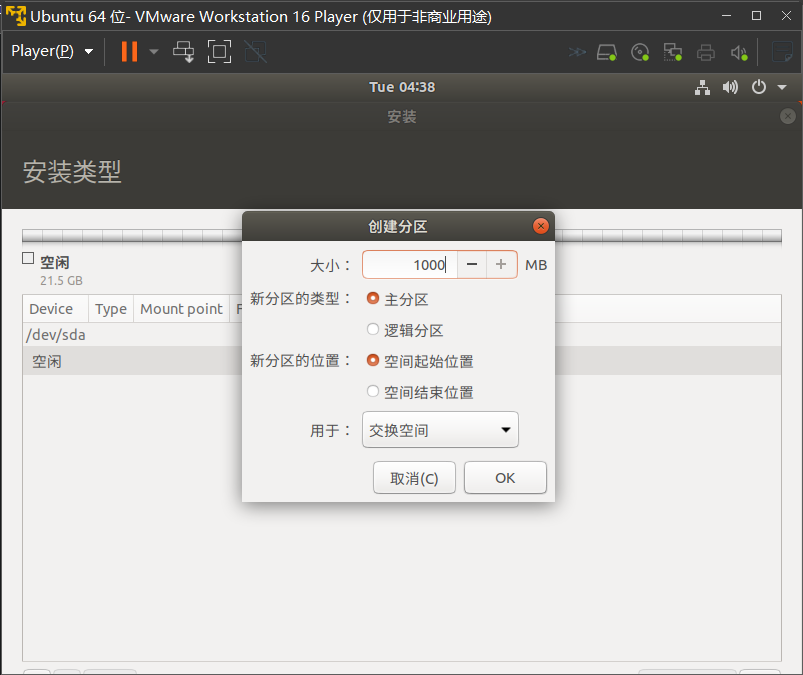 Ubuntu 64 位- VMware Workstation 16 Player (仅用于非商业用途)
Player(P)
Tue 04:38
安装
安装类型
创建分区
大小： 1000 MB
空闲
21.5 GB
新分区的类型： 主分区
逻辑分区
Device Type Mount point F
/dev/sda
空闲
新分区的位置： 空间起始位置
空间结束位置
用于： 交换空间
取消(C) OK